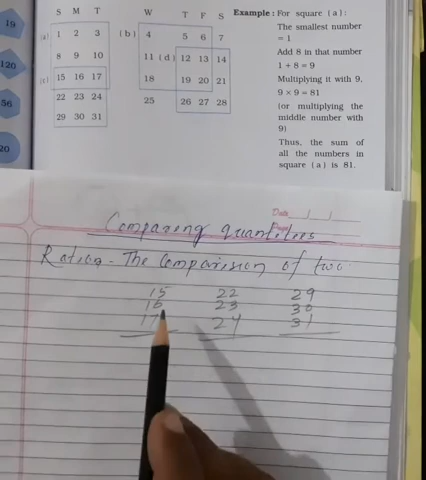 19
120
56
20
S M T
(a) 1 2 3
8 9 10
(c) 15 16 17
22 23 24
29 30 31
W T F S
(b) 4 5 6 7
11 (d) 12 13 14
18 19 20 21
25 26 27 28
Example : For square (a):
The smallest number
= 1
Add 8 in that number
1 + 8 = 9
Multiplying it with 9,
9 × 9 = 81
(or multiplying the
middle number with
9)
Thus, the sum of
all the numbers in
square (a) is 81.
Date
Comparing quantitees
Ration - The Comparision of two
15 22 29
16 23 30
17 24 31